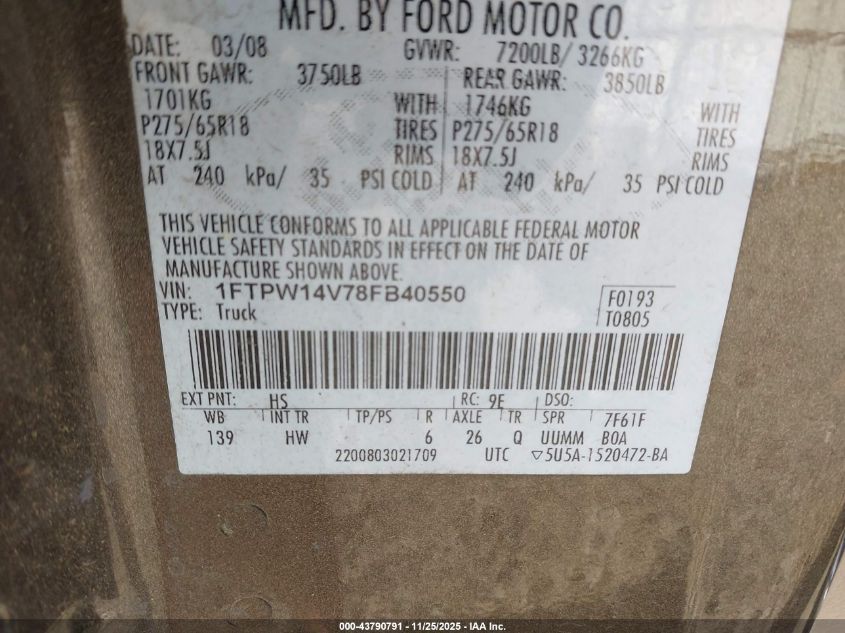 MFD. BY FORD MOTOR CO.
DATE: 03/08 GVWR: 7200LB/ 3266KG
FRONT GAWR: 3750LB REAR GAWR: 3850LB
1701KG WITH 1746KG WITH
P275/65R18 TIRES P275/65R18 TIRES
18X7.5J RIMS 18X7.5J RIMS
AT 240 kPa/ 35 PSI COLD AT 240 kPa/ 35 PSI COLD
THIS VEHICLE CONFORMS TO ALL APPLICABLE FEDERAL MOTOR
VEHICLE SAFETY STANDARDS IN EFFECT ON THE DATE OF
MANUFACTURE SHOWN ABOVE.
VIN: 1FTPW14V78FB40550 F0193
TYPE: Truck T0805
EXT PNT: HS RC: 9E DSO:
WB INT TR TP/PS R AXLE TR SPR 7F61F
139 HW 6 26 Q UUMM BOA
2200803021709 UTC ▽5U5A-1520472-BA
000-43790791 - 11/25/2025 - IAA Inc.